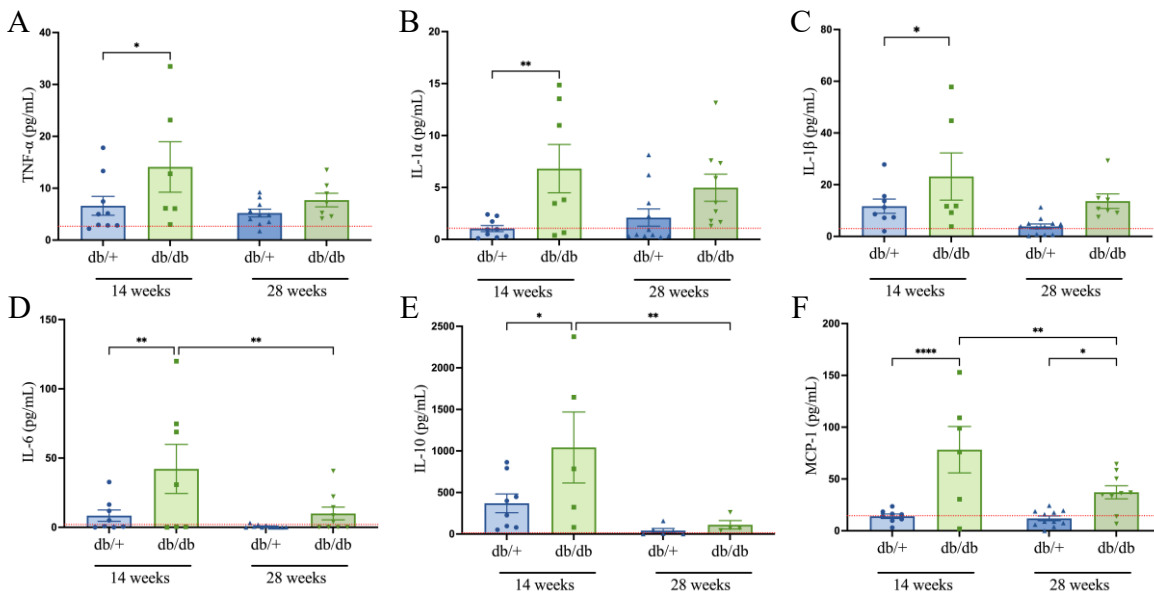 A
TNF-α (pg/mL)
40
30
20
10
0
*
db/+ db/db db/+ db/db
14 weeks 28 weeks
B
IL-1α (pg/mL)
20
15
10
5
0
**
db/+ db/db db/+ db/db
14 weeks 28 weeks
C
IL-1β (pg/mL)
80
60
40
20
0
*
db/+ db/db db/+ db/db
14 weeks 28 weeks
D
IL-6 (pg/mL)
150
100
50
0
** **
db/+ db/db db/+ db/db
14 weeks 28 weeks
E
IL-10 (pg/mL)
2500
2000
1500
1000
500
0
* **
db/+ db/db db/+ db/db
14 weeks 28 weeks
F
MCP-1 (pg/mL)
200
150
100
50
0
**
**** *
db/+ db/db db/+ db/db
14 weeks 28 weeks